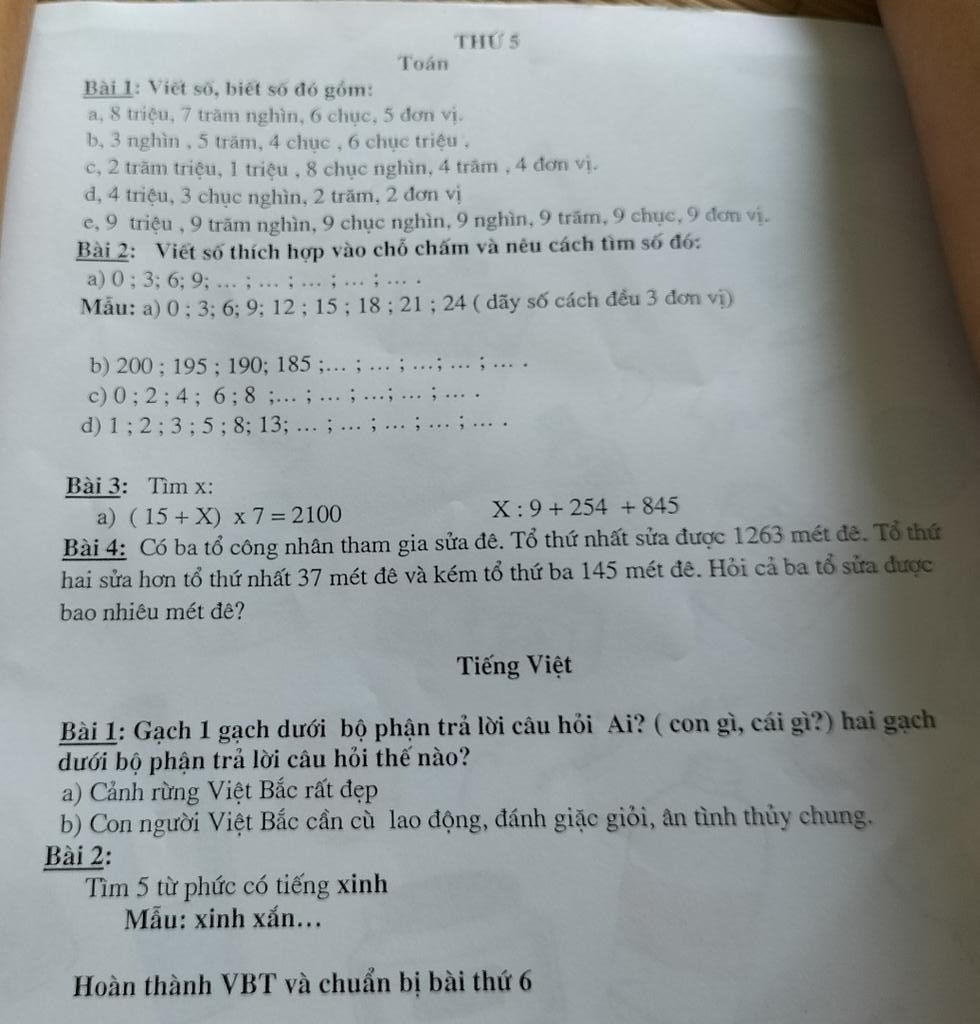 THỨ 5
Toán
Bài 1: Viết số, biết số đó gồm:
a, 8 triệu, 7 trăm nghìn, 6 chục, 5 đơn vị.
b, 3 nghìn , 5 trăm, 4 chục , 6 chục triệu .
c, 2 trăm triệu, 1 triệu , 8 chục nghìn, 4 trăm , 4 đơn vị.
d, 4 triệu, 3 chục nghìn, 2 trăm, 2 đơn vị
e, 9 triệu , 9 trăm nghìn, 9 chục nghìn, 9 nghìn, 9 trăm, 9 chục, 9 đơn vị.
Bài 2: Viết số thích hợp vào chỗ chấm và nêu cách tìm số đó:
a) 0 ; 3; 6; 9; ... ; ... ; ... ; ... ; ... .
Mẫu: a) 0 ; 3; 6; 9; 12 ; 15 ; 18 ; 21 ; 24 ( dãy số cách đều 3 đơn vị)
b) 200 ; 195 ; 190; 185 ;... ; ... ; ...; ... ; ... .
c) 0 ; 2 ; 4 ; 6 ; 8 ;... ; ... ; ...; ... ; ... .
d) 1 ; 2 ; 3 ; 5 ; 8; 13; ... ; ... ; ... ; ... ; ... .
Bài 3: Tìm x:
a) ( 15 + X) x 7 = 2100 X : 9 + 254 + 845
Bài 4: Có ba tổ công nhân tham gia sửa đê. Tổ thứ nhất sửa được 1263 mét đê. Tổ thứ
hai sửa hơn tổ thứ nhất 37 mét đê và kém tổ thứ ba 145 mét đê. Hỏi cả ba tổ sửa được
bao nhiêu mét đê?
Tiếng Việt
Bài 1: Gạch 1 gạch dưới bộ phận trả lời câu hỏi Ai? ( con gì, cái gì?) hai gạch
dưới bộ phận trả lời câu hỏi thế nào?
a) Cảnh rừng Việt Bắc rất đẹp
b) Con người Việt Bắc cần cù lao động, đánh giặc giỏi, ân tình thủy chung.
Bài 2:
Tìm 5 từ phức có tiếng xinh
Mẫu: xinh xắn...
Hoàn thành VBT và chuẩn bị bài thứ 6